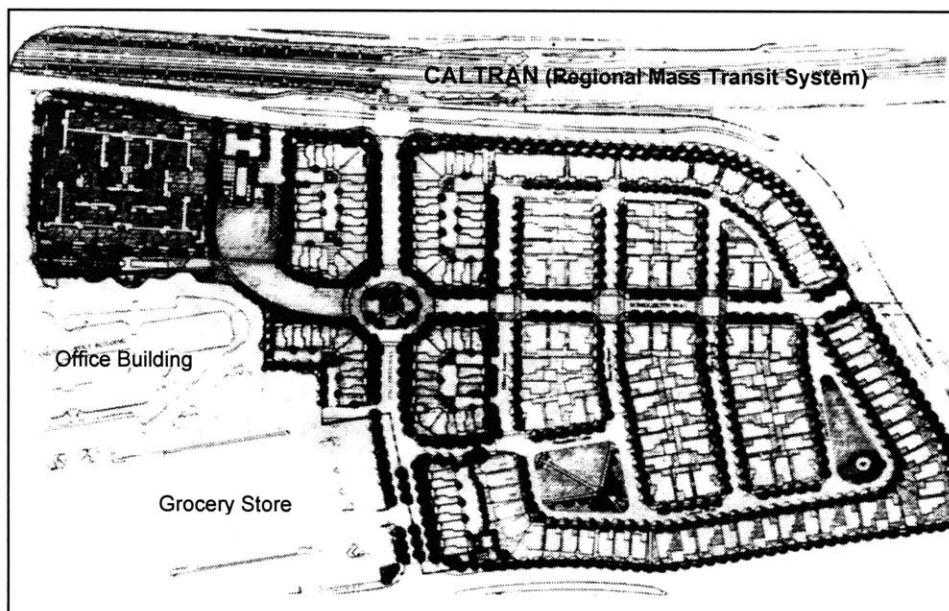 CALTRAN (Regional Mass Transit System)
Office Building
Grocery Store